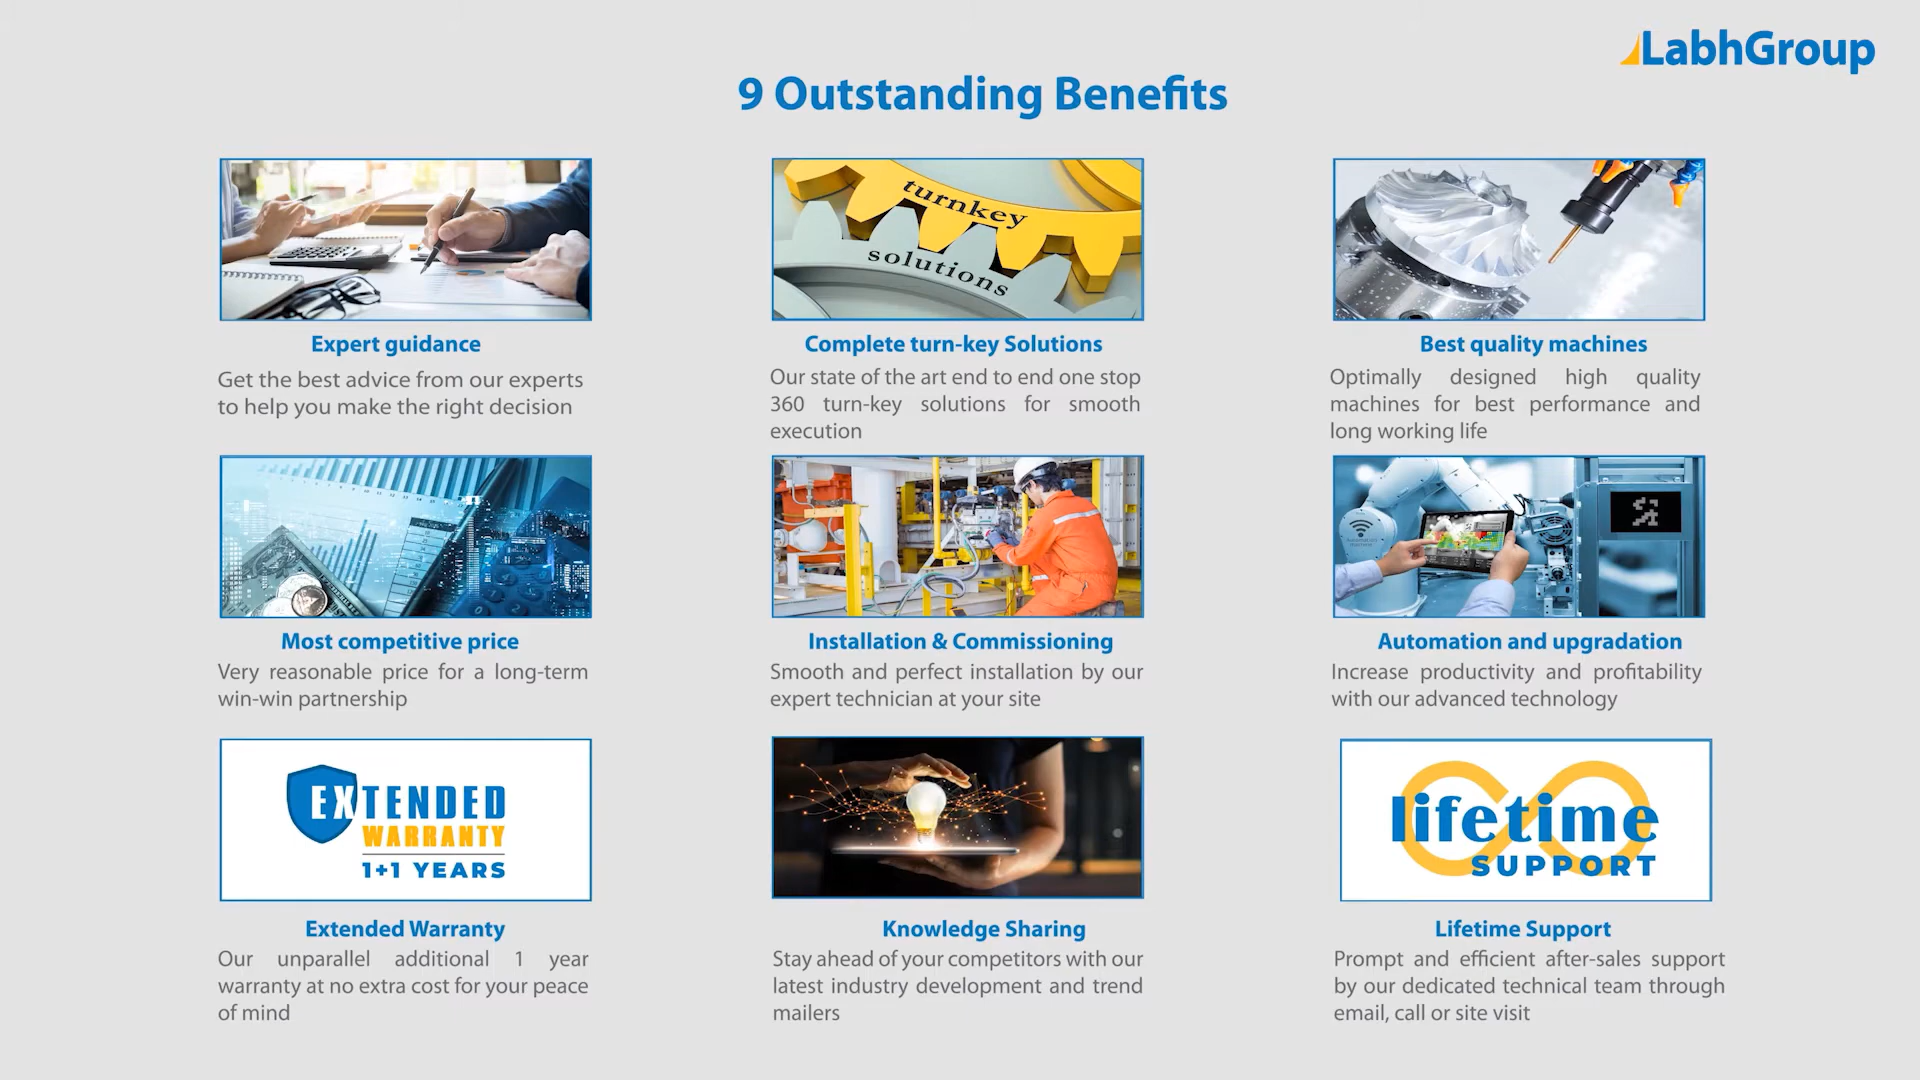 LabhGroup
9 Outstanding Benefits
turnkey
solutions
Expert guidance
Get the best advice from our experts
to help you make the right decision
Complete turn-key Solutions
Our state of the art end to end one stop
360 turn-key solutions for smooth
execution
Best quality machines
Optimally designed high quality
machines for best performance and
long working life
Most competitive price
Very reasonable price for a long-term
win-win partnership
Installation & Commissioning
Smooth and perfect installation by our
expert technician at your site
Automation and upgradation
Increase productivity and profitability
with our advanced technology
EXTENDED
WARRANTY
1+1 YEARS
Extended Warranty
Our unparallel additional 1 year
warranty at no extra cost for your peace
of mind
Knowledge Sharing
Stay ahead of your competitors with our
latest industry development and trend
mailers
lifetime
SUPPORT
Lifetime Support
Prompt and efficient after-sales support
by our dedicated technical team through
email, call or site visit